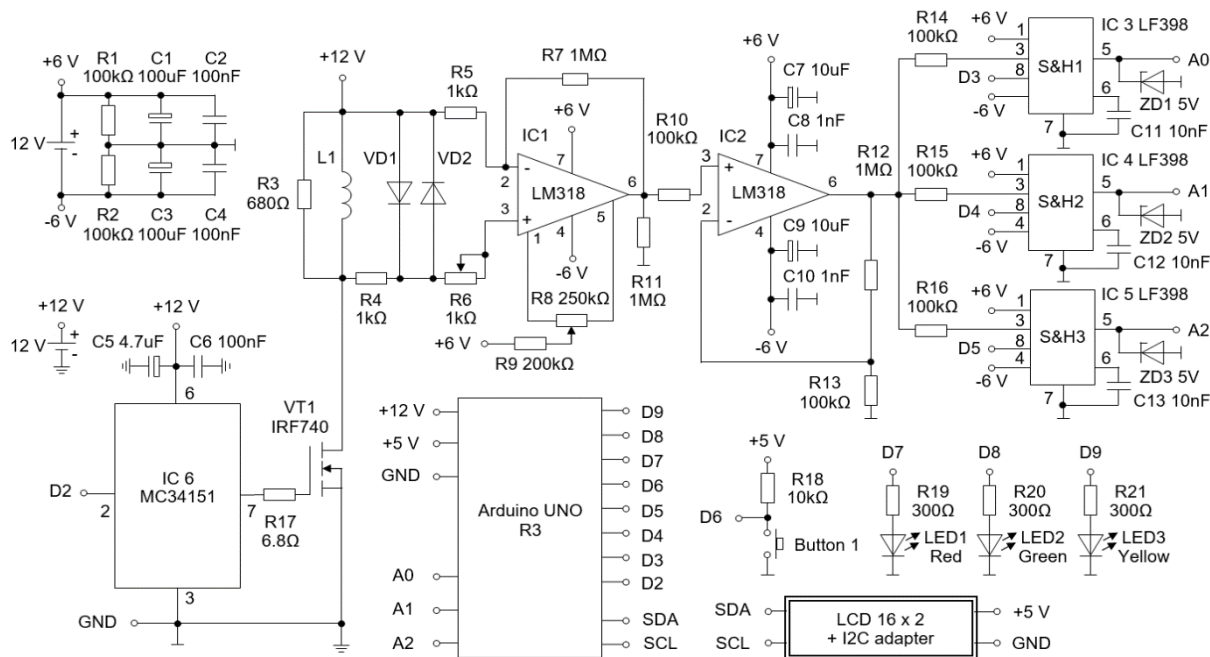 +6 V
R1
100kΩ
C1
100uF
C2
100nF
12 V
+
-
-6 V
R2
100kΩ
C3
100uF
C4
100nF
+12 V
R3
680Ω
L1
VD1
VD2
R4
1kΩ
R5
1kΩ
R6
1kΩ
R7 1MΩ
+6 V
IC1
LM318
-
+
2
3
7
6
5
1
4
-6 V
R8 250kΩ
+6 V
R9 200kΩ
R10
100kΩ
R11
1MΩ
+6 V
C7 10uF
C8 1nF
IC2
LM318
3
+
2
-
7
6
4
C9 10uF
C10 1nF
-6 V
R12
1MΩ
R13
100kΩ
R14
100kΩ
+6 V
IC 3 LF398
1
3
8
4
5
6
7
S&H1
D3
-6 V
A0
ZD1 5V
C11 10nF
R15
100kΩ
+6 V
IC 4 LF398
1
3
8
4
5
6
7
S&H2
D4
-6 V
A1
ZD2 5V
C12 10nF
R16
100kΩ
+6 V
IC 5 LF398
1
3
8
4
5
6
7
S&H3
D5
-6 V
A2
ZD3 5V
C13 10nF
+12 V
12 V
+
-
+12 V
C5 4.7uF
C6 100nF
6
IC 6
MC34151
D2
2
7
3
R17
6.8Ω
VT1
IRF740
GND
+12 V
+5 V
GND
A0
A1
A2
Arduino UNO
R3
D9
D8
D7
D6
D5
D4
D3
D2
SDA
SCL
+5 V
R18
10kΩ
D6
Button 1
D7
R19
300Ω
LED1
Red
D8
R20
300Ω
LED2
Green
D9
R21
300Ω
LED3
Yellow
SDA
SCL
LCD 16 x 2
+ I2C adapter
+5 V
GND